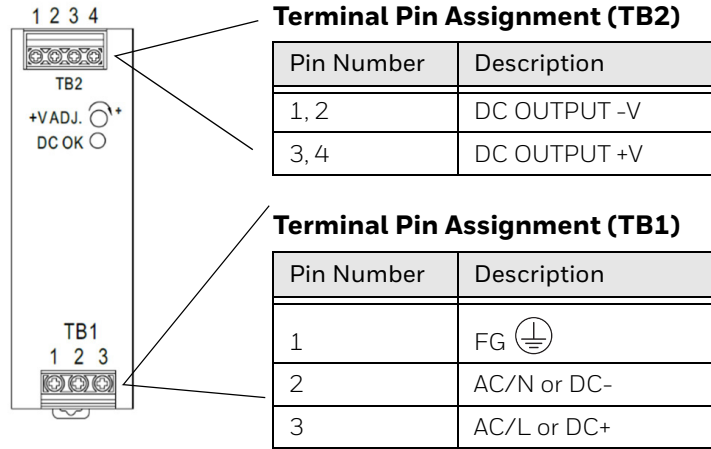 1 2 3 4
TB2
+V ADJ. +
DC OK
TB1
1 2 3
Terminal Pin Assignment (TB2)
Pin Number Description
1, 2 DC OUTPUT -V
3, 4 DC OUTPUT +V
Terminal Pin Assignment (TB1)
Pin Number Description
1 FG
2 AC/N or DC-
3 AC/L or DC+